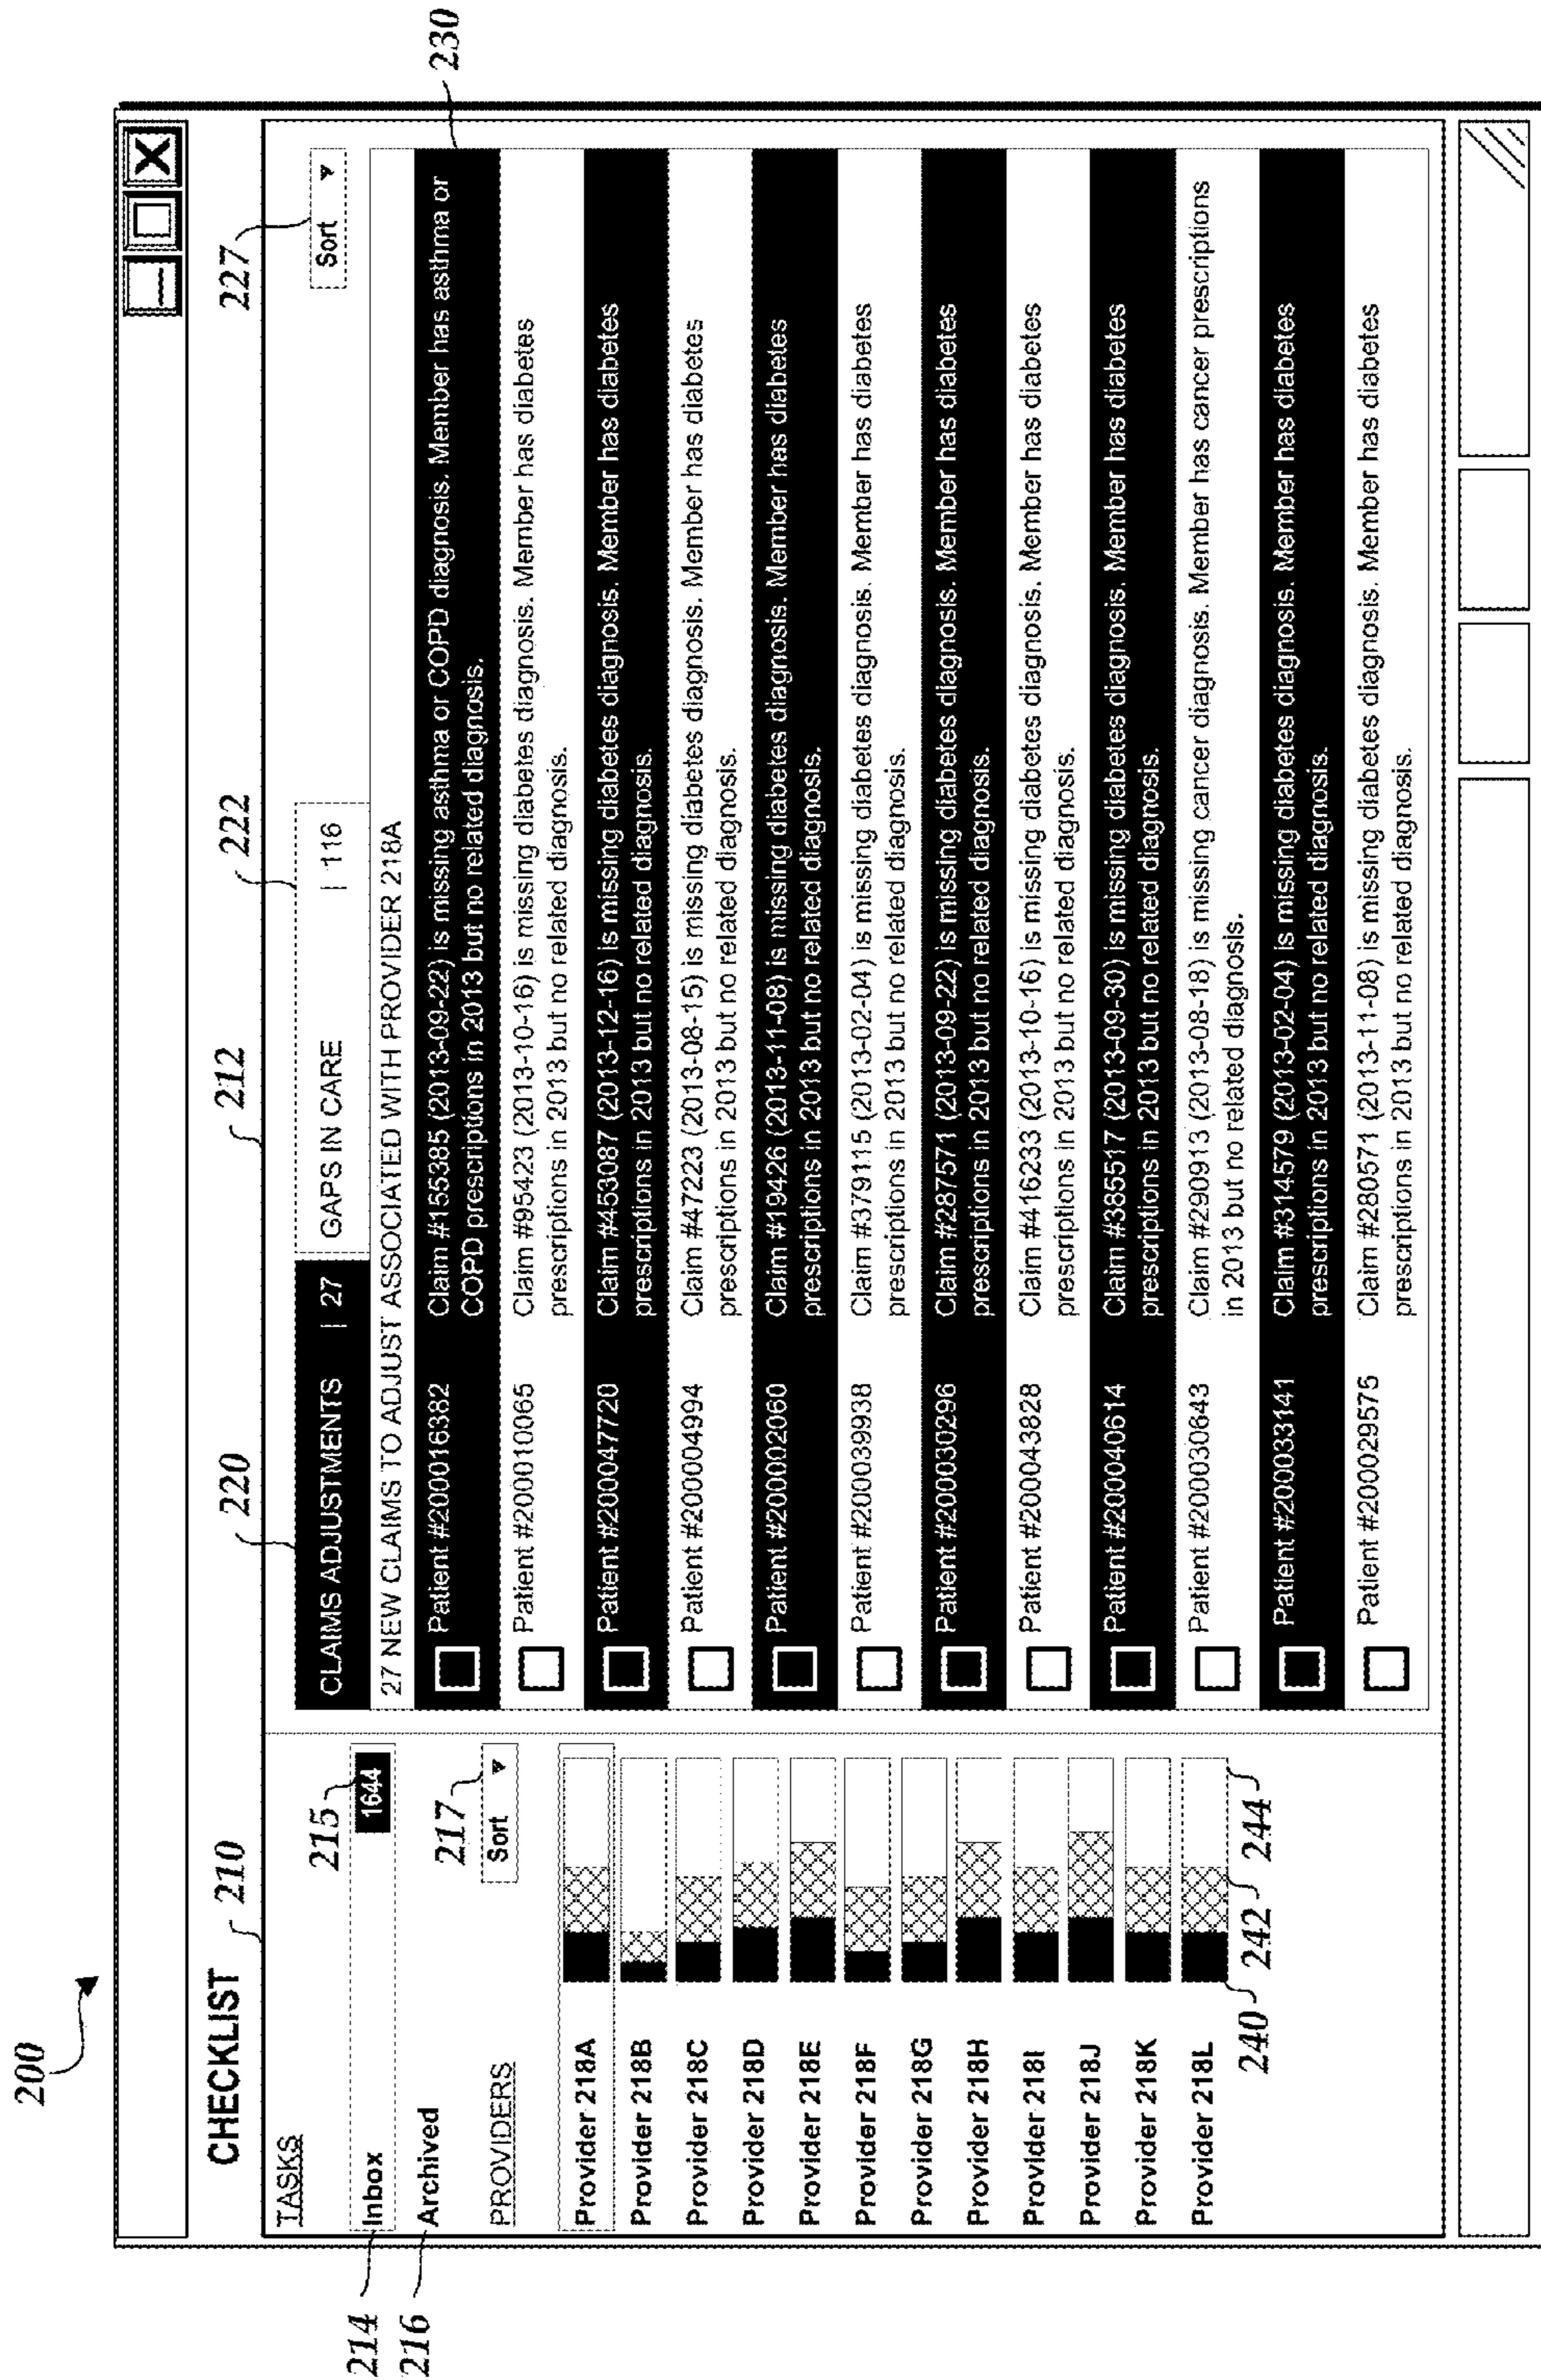 200
CHECKLIST
210
220
212
222
227
TASKS
214
Inbox
1644
215
216
Archived
PROVIDERS
217
Sort
Provider 218A
Provider 218B
Provider 218C
Provider 218D
Provider 218E
Provider 218F
Provider 218G
Provider 218H
Provider 218I
Provider 218J
Provider 218K
Provider 218L
240
242
244
CLAIMS ADJUSTMENTS | 27
GAPS IN CARE | 116
Sort
27 NEW CLAIMS TO ADJUST ASSOCIATED WITH PROVIDER 218A
230
Patient #2000016382 Claim #155385 (2013-09-22) is missing asthma or COPD diagnosis. Member has asthma or
COPD prescriptions in 2013 but no related diagnosis.
Patient #2000010065 Claim #95423 (2013-10-16) is missing diabetes diagnosis. Member has diabetes
prescriptions in 2013 but no related diagnosis.
Patient #2000047720 Claim #453087 (2013-12-16) is missing diabetes diagnosis. Member has diabetes
prescriptions in 2013 but no related diagnosis.
Patient #2000004994 Claim #47223 (2013-08-15) is missing diabetes diagnosis. Member has diabetes
prescriptions in 2013 but no related diagnosis.
Patient #2000002060 Claim #19426 (2013-11-08) is missing diabetes diagnosis. Member has diabetes
prescriptions in 2013 but no related diagnosis.
Patient #2000039938 Claim #379115 (2013-02-04) is missing diabetes diagnosis. Member has diabetes
prescriptions in 2013 but no related diagnosis.
Patient #2000030296 Claim #287571 (2013-09-22) is missing diabetes diagnosis. Member has diabetes
prescriptions in 2013 but no related diagnosis.
Patient #2000043828 Claim #416233 (2013-10-16) is missing diabetes diagnosis. Member has diabetes
prescriptions in 2013 but no related diagnosis.
Patient #2000040614 Claim #385517 (2013-09-30) is missing diabetes diagnosis. Member has diabetes
prescriptions in 2013 but no related diagnosis.
Patient #2000030643 Claim #290913 (2013-08-18) is missing cancer diagnosis. Member has cancer prescriptions
in 2013 but no related diagnosis.
Patient #2000033141 Claim #314579 (2013-02-04) is missing diabetes diagnosis. Member has diabetes
prescriptions in 2013 but no related diagnosis.
Patient #2000029575 Claim #280571 (2013-11-08) is missing diabetes diagnosis. Member has diabetes
prescriptions in 2013 but no related diagnosis.